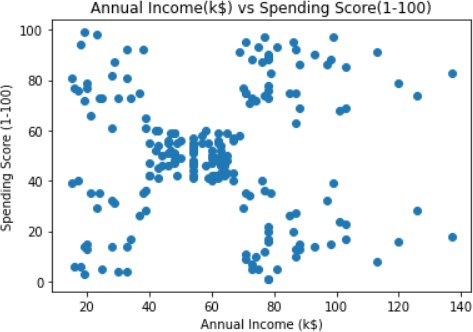 Annual Income(k$) vs Spending Score(1-100)
100
80
60
40
20
0
Spending Score (1-100)
20 40 60 80 100 120 140
Annual Income (k$)